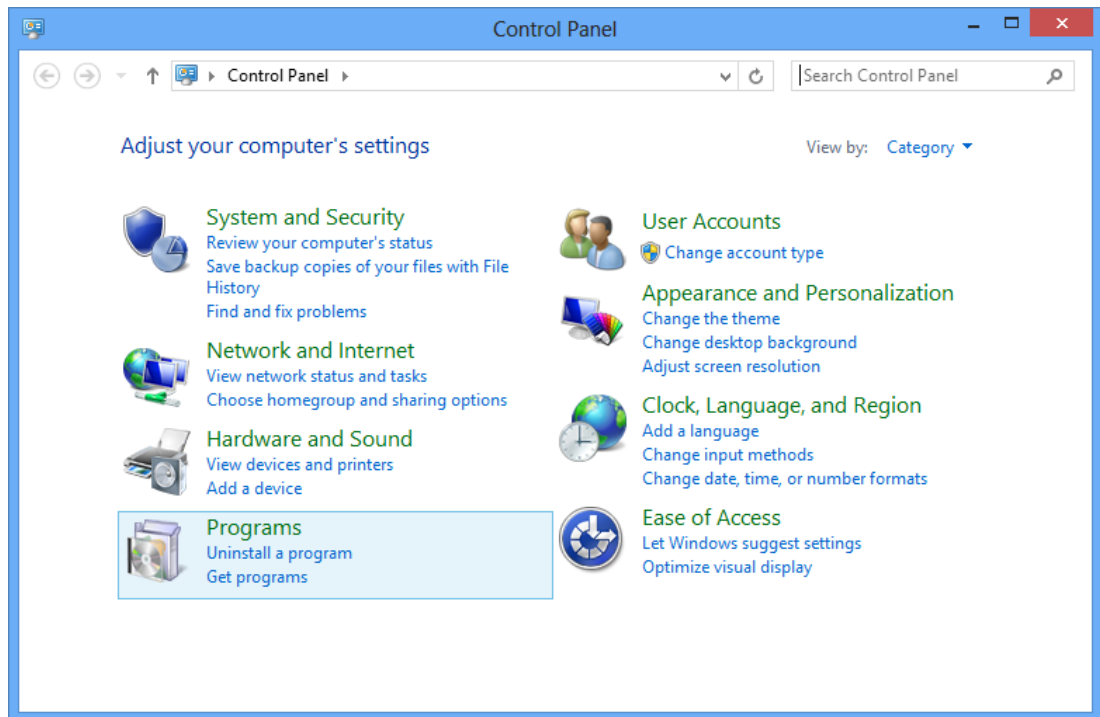 Control Panel
Control Panel
Search Control Panel
Adjust your computer's settings
View by: Category
System and Security
Review your computer's status
Save backup copies of your files with File
History
Find and fix problems
Network and Internet
View network status and tasks
Choose homegroup and sharing options
Hardware and Sound
View devices and printers
Add a device
Programs
Uninstall a program
Get programs
User Accounts
Change account type
Appearance and Personalization
Change the theme
Change desktop background
Adjust screen resolution
Clock, Language, and Region
Add a language
Change input methods
Change date, time, or number formats
Ease of Access
Let Windows suggest settings
Optimize visual display